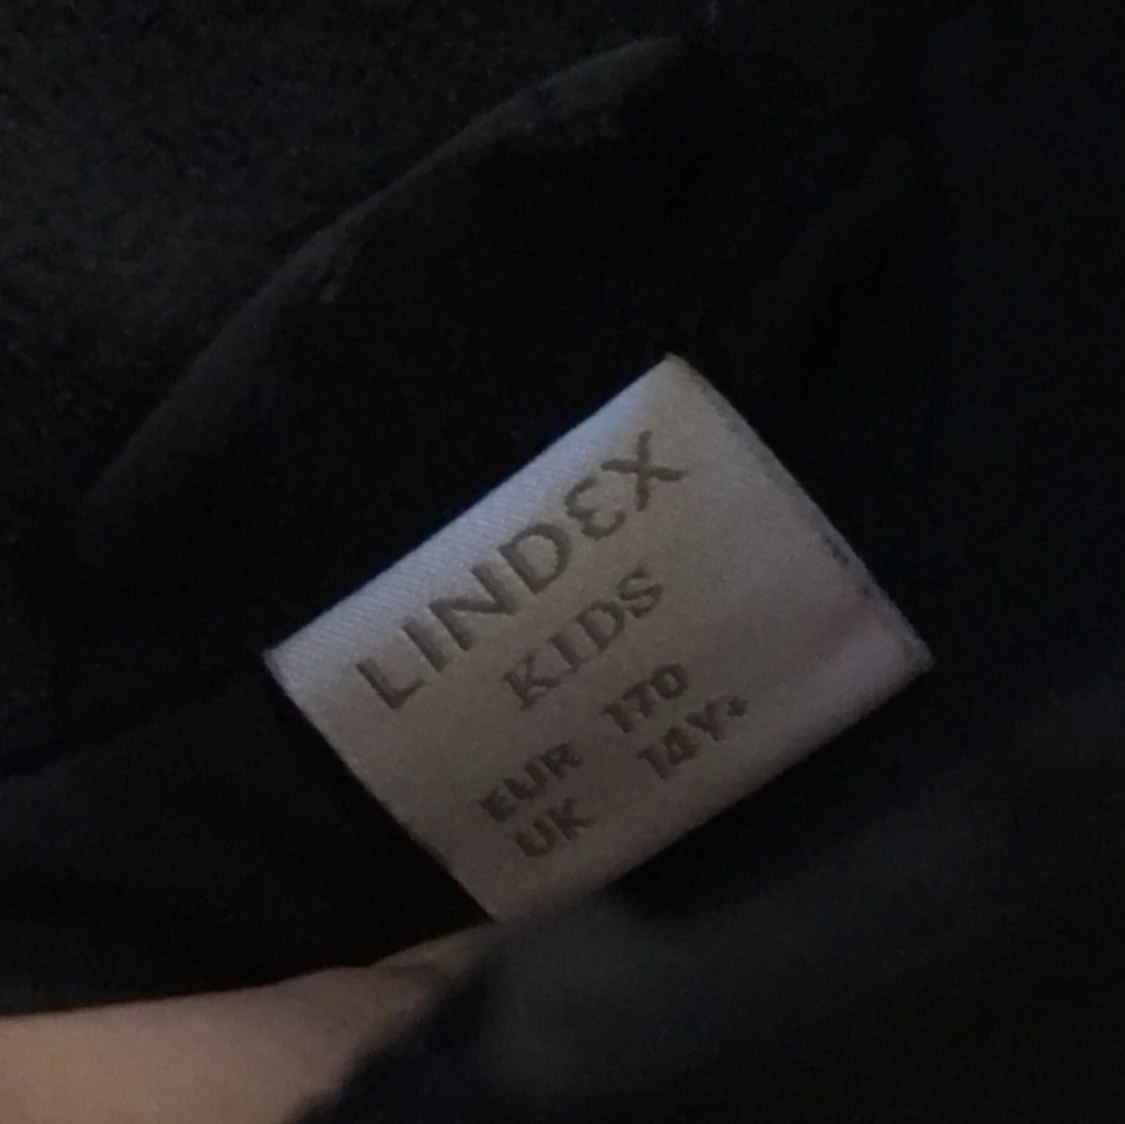 LINDEX
KIDS
EUR 170
UK 14Y+